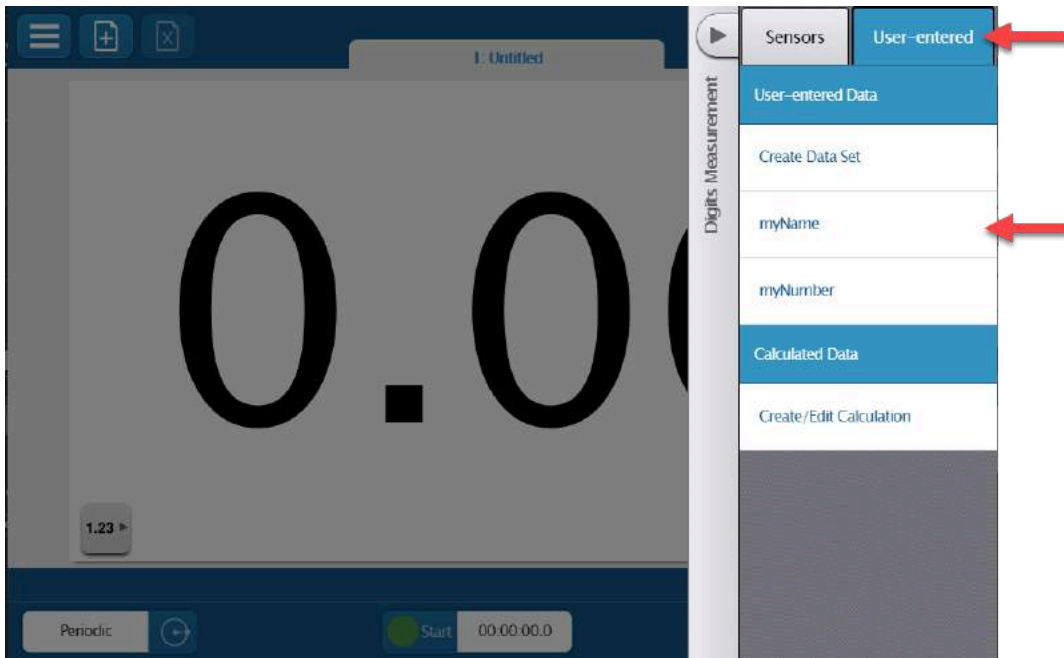 1: Untitled
0.0
1.23
Periodic
Start
00:00:00.0
Digits Measurement
Sensors
User-entered
User-entered Data
Create Data Set
myName
myNumber
Calculated Data
Create/Edit Calculation